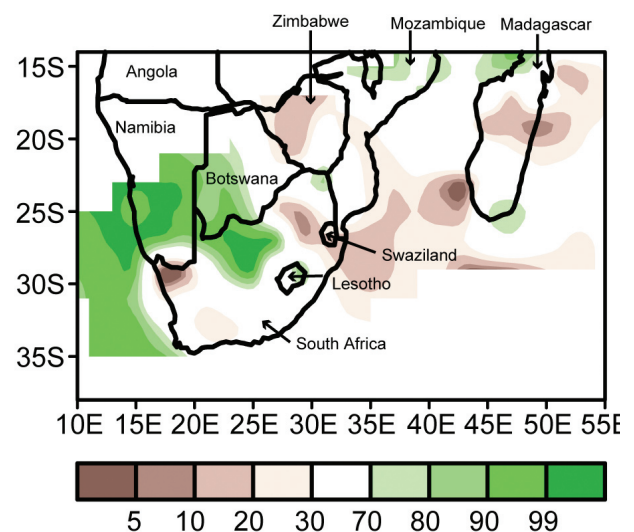 Zimbabwe Mozambique Madagascar
15S
Angola
Namibia
20S
Botswana
25S
Swaziland
30S
Lesotho
South Africa
35S
10E 15E 20E 25E 30E 35E 40E 45E 50E 55E
5 10 20 30 70 80 90 99